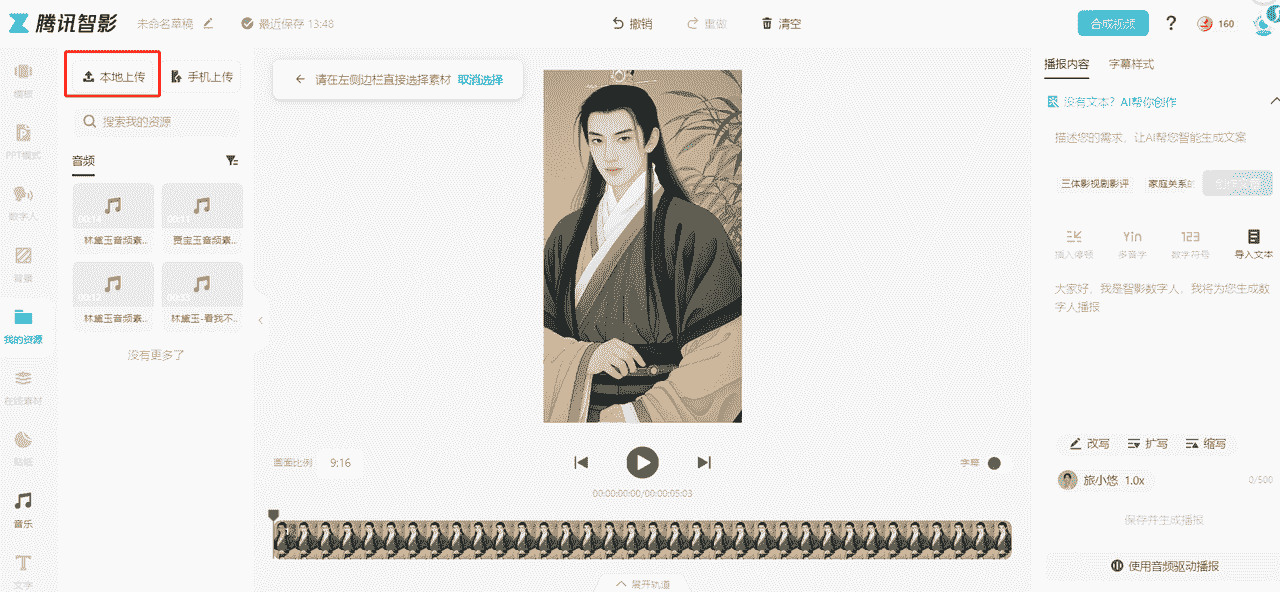 腾讯智影
未命名草稿
最近保存 13:48
撤销
重做
清空
合成视频
?
160
模板
PPT模式
数字人
背景
我的资源
在线素材
贴纸
音乐
文字
本地上传
手机上传
搜索我的资源
音频
00:14
林黛玉音频素...
贾宝玉音频素...
00:12
林黛玉音频素...
林黛玉-看我不...
没有更多了
请在左侧边栏直接选择素材 取消选择
画面比例 9:16
00:00:00:00/00:00:05:03
字幕
展开轨道
播报内容
字幕样式
没有文本? AI帮你创作
描述您的需求，让AI帮您智能生成文案
三体影视剧影评
家庭关系的
插入停顿
Yin
多音字
123
数字符号
导入文本
大家好，我是智影数字人，我将为您生成数
字人播报
改写
扩写
缩写
旅小悠 1.0x
0/500
保存并生成播报
使用音频驱动播报